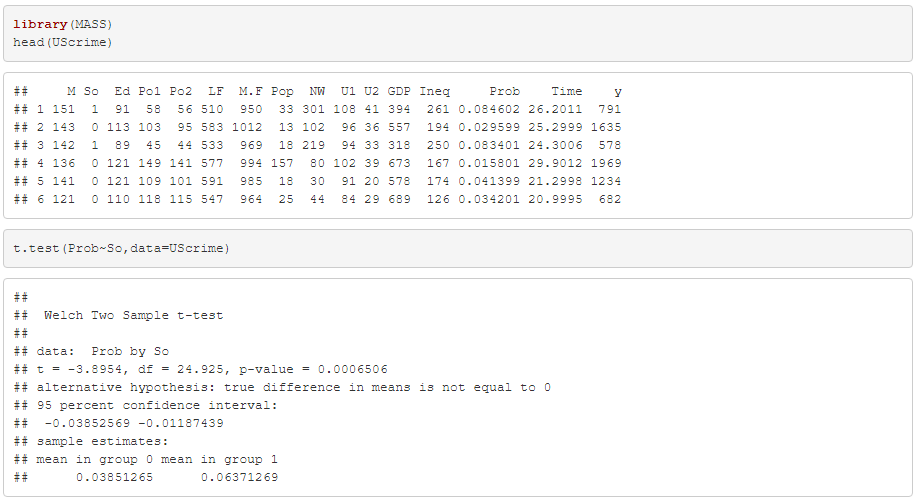 library(MASS)
head(UScrime)
##     M So  Ed Po1 Po2  LF  M.F Pop  NW  U1 U2 GDP Ineq     Prob    Time    y
## 1 151  1  91  58  56 510  950  33 301 108 41 394  261 0.084602 26.2011  791
## 2 143  0 113 103  95 583 1012  13 102  96 36 557  194 0.029599 25.2999 1635
## 3 142  1  89  45  44 533  969  18 219  94 33 318  250 0.083401 24.3006  578
## 4 136  0 121 149 141 577  994 157  80 102 39 673  167 0.015801 29.9012 1969
## 5 141  0 121 109 101 591  985  18  30  91 20 578  174 0.041399 21.2998 1234
## 6 121  0 110 118 115 547  964  25  44  84 29 689  126 0.034201 20.9995  682
t.test(Prob~So,data=UScrime)
##
##  Welch Two Sample t-test
##
## data:  Prob by So
## t = -3.8954, df = 24.925, p-value = 0.0006506
## alternative hypothesis: true difference in means is not equal to 0
## 95 percent confidence interval:
##  -0.03852569 -0.01187439
## sample estimates:
## mean in group 0 mean in group 1
##      0.03851265      0.06371269